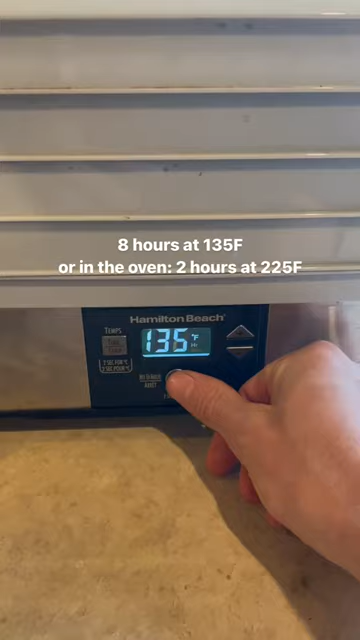 8 hours at 135F
or in the oven: 2 hours at 225F
Hamilton Beach
TEMPS
135 °F